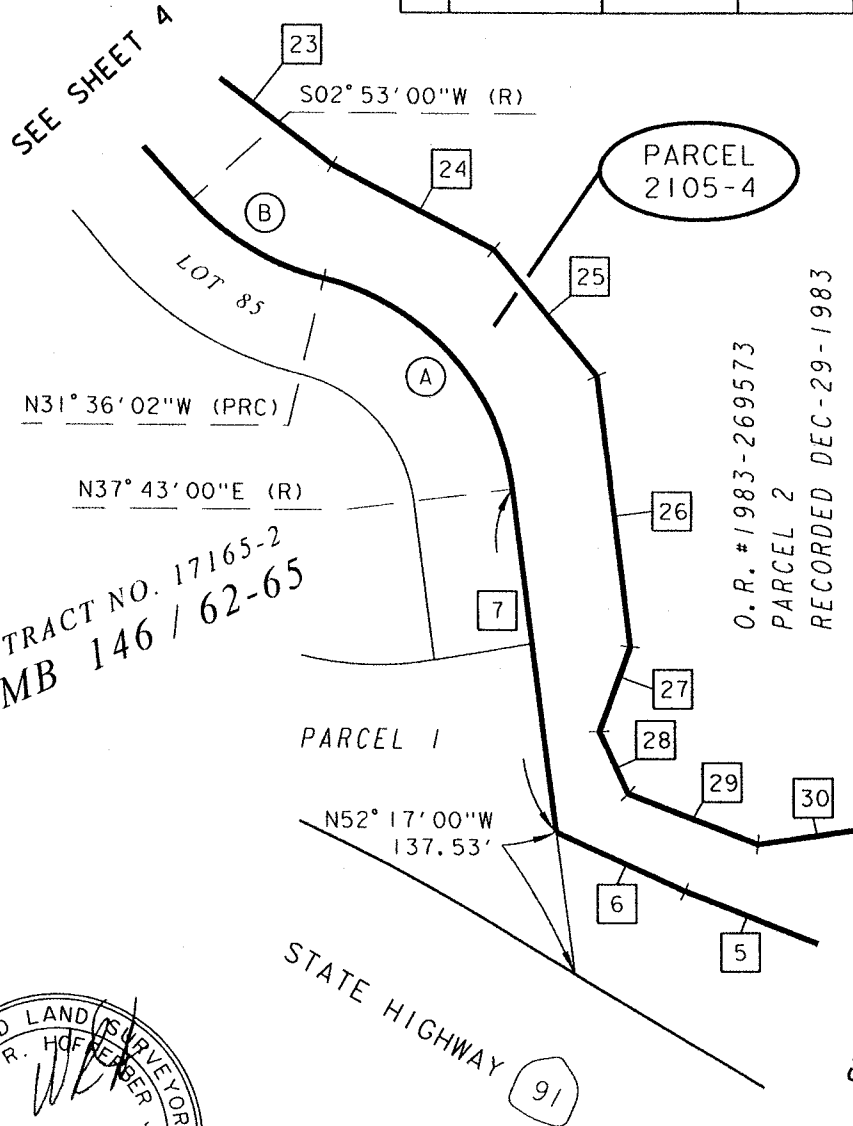 SEE SHEET 4
23
S02°53'00"W (R)
24
PARCEL
2105-4
B
25
LOT 85
A
N31°36'02"W (PRC)
N37°43'00"E (R)
26
O.R. #1983-269573
PARCEL 2
RECORDED DEC-29-1983
TRACT NO. 17165-2
MB 146 / 62-65
7
27
PARCEL 1
28
29
30
N52°17'00"W
137.53'
6
5
STATE HIGHWAY
91
LAND SURVEYOR
R. HOFFERBER